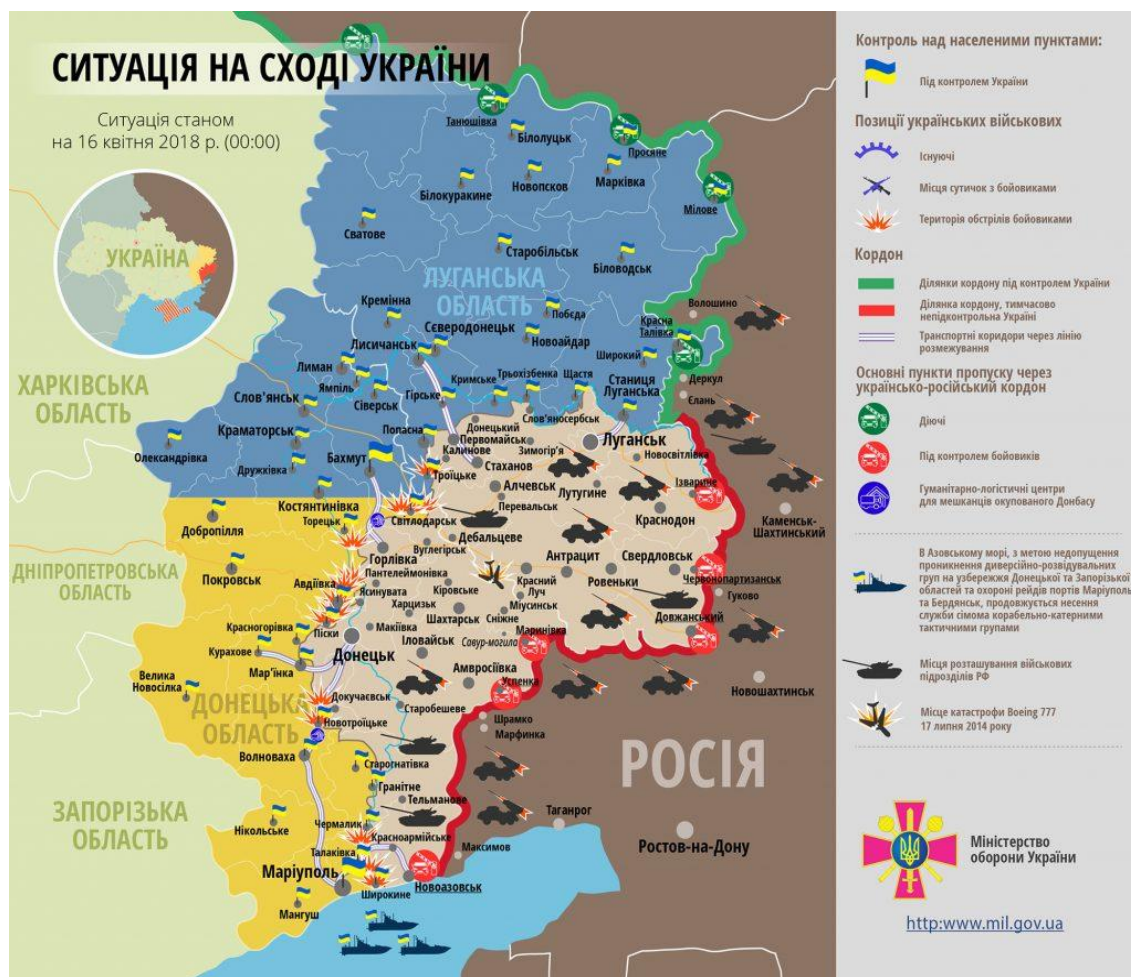 СИТУАЦІЯ НА СХОДІ УКРАЇНИ
Ситуація станом
на 16 квітня 2018 р. (00:00)
УКРАЇНА
ХАРКІВСЬКА
ОБЛАСТЬ
ДНІПРОПЕТРОВСЬКА
ОБЛАСТЬ
ЗАПОРІЗЬКА
ОБЛАСТЬ
ЛУГАНСЬКА
ОБЛАСТЬ
ДОНЕЦЬКА
ОБЛАСТЬ
РОСІЯ
Танюшівка
Білолуцьк
Просяне
Білокуракине
Новопсков
Марківка
Мілове
Сватове
Старобільськ
Біловодськ
Кремінна
Сєверодонецьк
Побєда
Волошино
Лисичанськ
Новоайдар
Красна
Талівка
Широкий
Лиман
Ямпіль
Кримське
Трьохізбенка
Щастя
Станиця
Луганська
Деркул
Єлань
Слов'янськ
Сіверськ
Гірське
Слов'яносербськ
Донецький
Краматорськ
Попасна
Первомайськ
Луганськ
Олександрівка
Дружківка
Бахмут
Калинове
Зимогір'я
Новосвітлівка
Троїцьке
Стаханов
Алчевськ
Лутугине
Ізварине
Костянтинівка
Перевальськ
Добропілля
Торецьк
Світлодарськ
Краснодон
Каменськ-
Шахтинський
Дебальцеве
Горлівка
Вуглегірськ
Антрацит
Свердловськ
Покровськ
Пантелеймонівка
Авдіївка
Ясинувата
Кіровське
Красний
Луч
Ровеньки
Червонопартизанськ
Гуково
Харцизьк
Міусинськ
Красногорівка
Піски
Макіївка
Шахтарськ
Сніжне
Довжанський
Курахове
Донецьк
Іловайськ
Савур-могила
Маринівка
Мар'їнка
Амвросіївка
Велика
Новосілка
Успенка
Новошахтинськ
Докучаєвськ
Старобешеве
Новотроїцьке
Шрамко
Марфинка
Волноваха
Старогнатівка
Гранітне
Тельманове
Таганрог
Нікольське
Чермалик
Красноармійське
Максимов
Ростов-на-Дону
Талаківка
Маріуполь
Широкине
Новоазовськ
Мангуш
Контроль над населеними пунктами:
Під контролем України
Позиції українських військових
Існуючі
Місця сутичок з бойовиками
Територія обстрілів бойовиками
Кордон
Ділянки кордону під контролем України
Ділянка кордону, тимчасово
непідконтрольна Україні
Транспортні коридори через лінію
розмежування
Основні пункти пропуску через
українсько-російський кордон
Діючі
Під контролем бойовиків
Гуманітарно-логістичні центри
для мешканців окупованого Донбасу
В Азовському морі, з метою недопущення
проникнення диверсійно-розвідувальних
груп на узбережжя Донецької та Запорізької
областей та охороні рейдів портів Маріуполь
та Бердянськ, продовжується несення
служби сімома корабельно-катерними
тактичними групами
Місця розташування військових
підрозділів РФ
Місце катастрофи Boeing 777
17 липня 2014 року
Міністерство
оборони України
http:www.mil.gov.ua